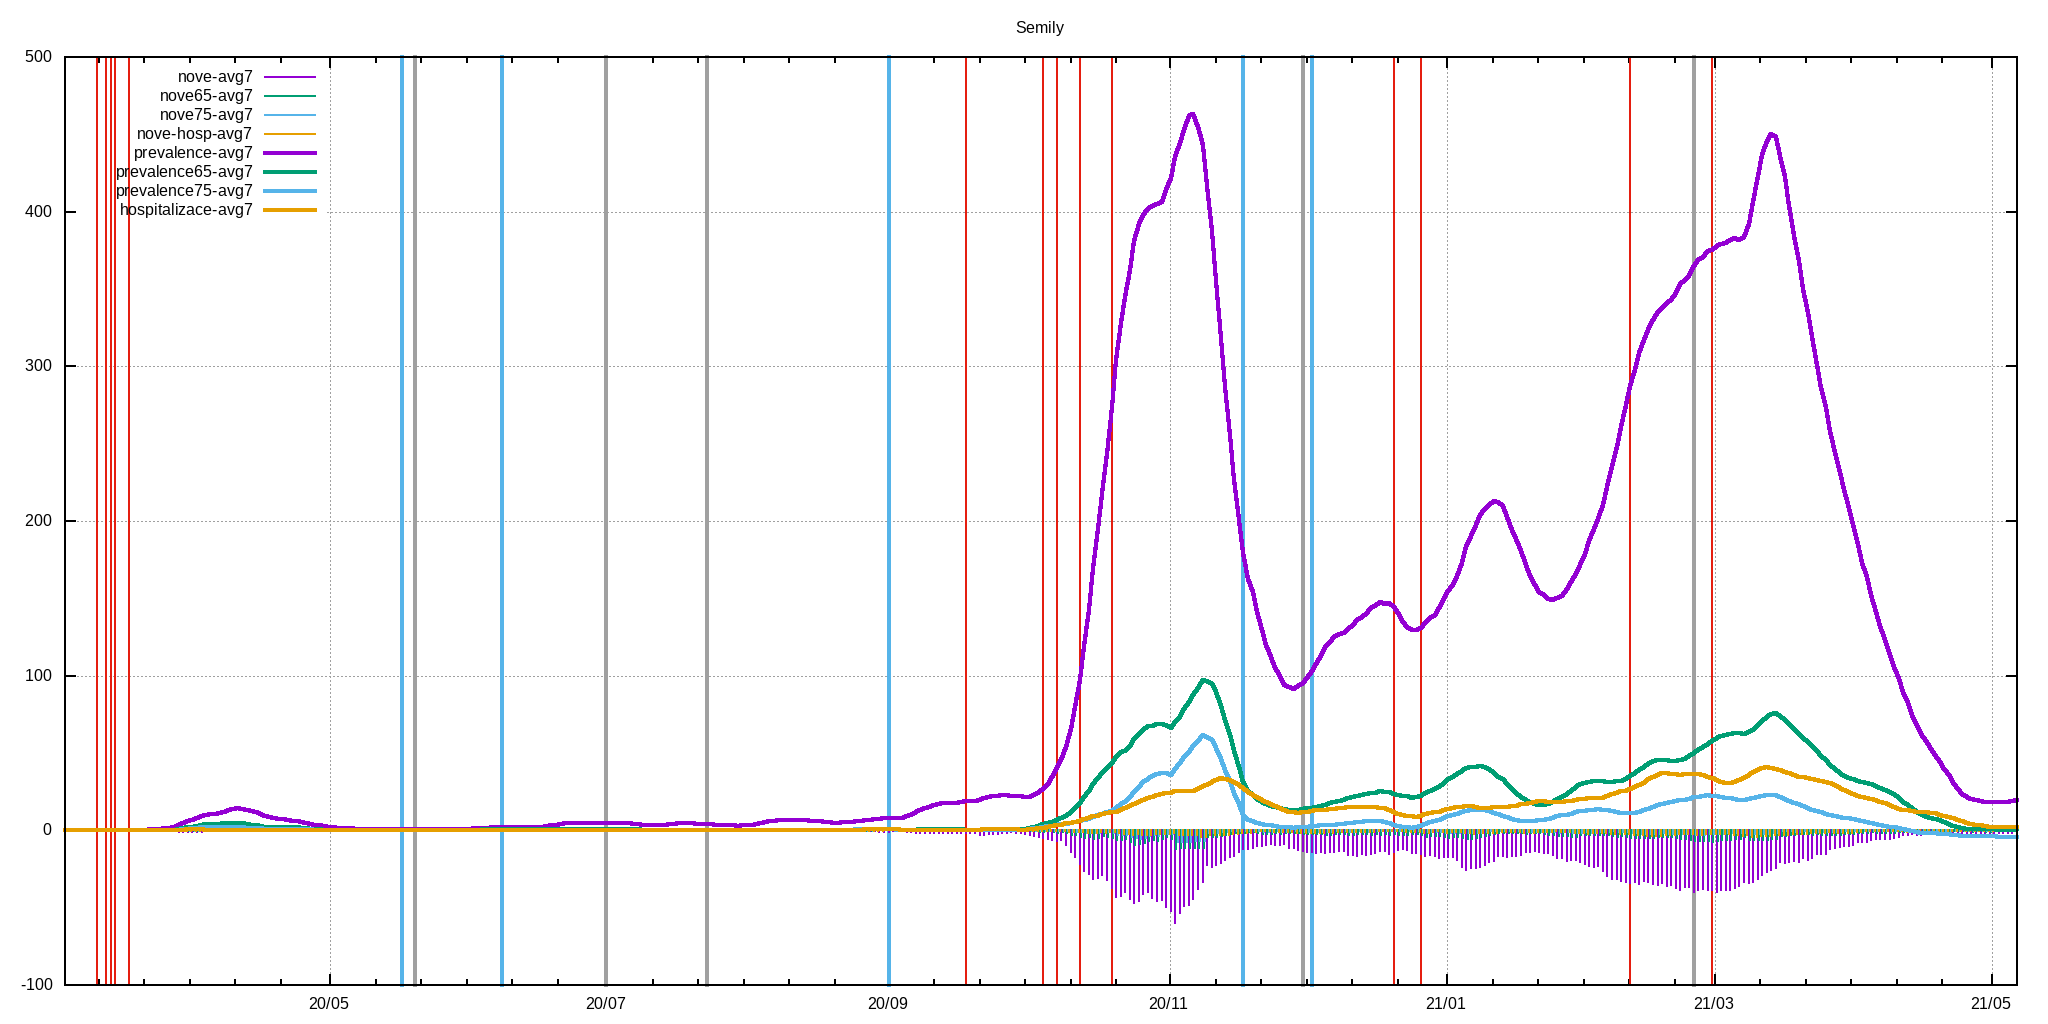 Semily
500
nove-avg7
nove65-avg7
nove75-avg7
nove-hosp-avg7
prevalence-avg7
prevalence65-avg7
prevalence75-avg7
hospitalizace-avg7
400
300
200
100
0
-100
20/05 20/07 20/09 20/11 21/01 21/03 21/05